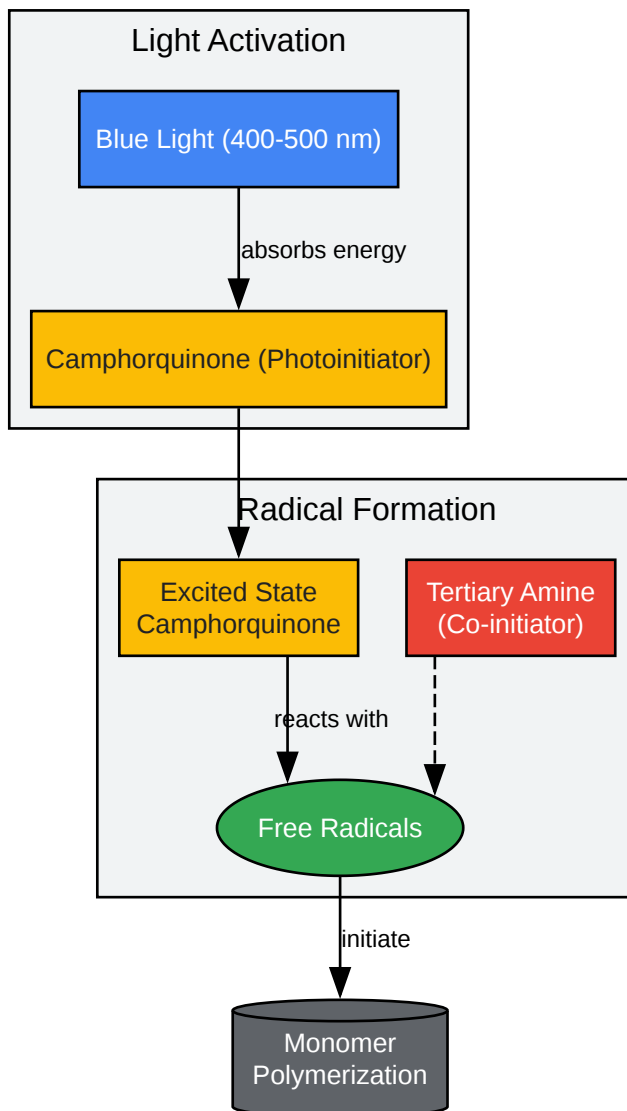 Light Activation
Blue Light (400-500 nm)
absorbs energy
Camphorquinone (Photoinitiator)
Radical Formation
Excited State
Camphorquinone
Tertiary Amine
(Co-initiator)
reacts with
Free Radicals
initiate
Monomer
Polymerization